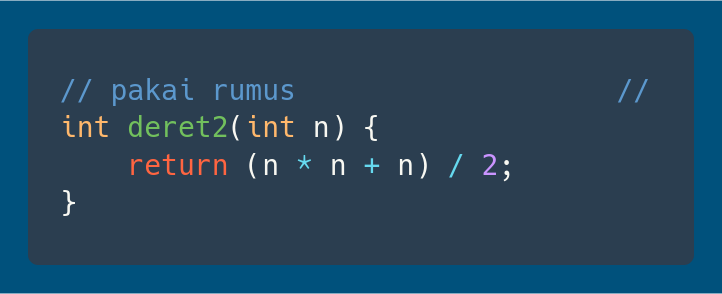 // pakai rumus                    //
int deret2(int n) {
    return (n * n + n) / 2;
}